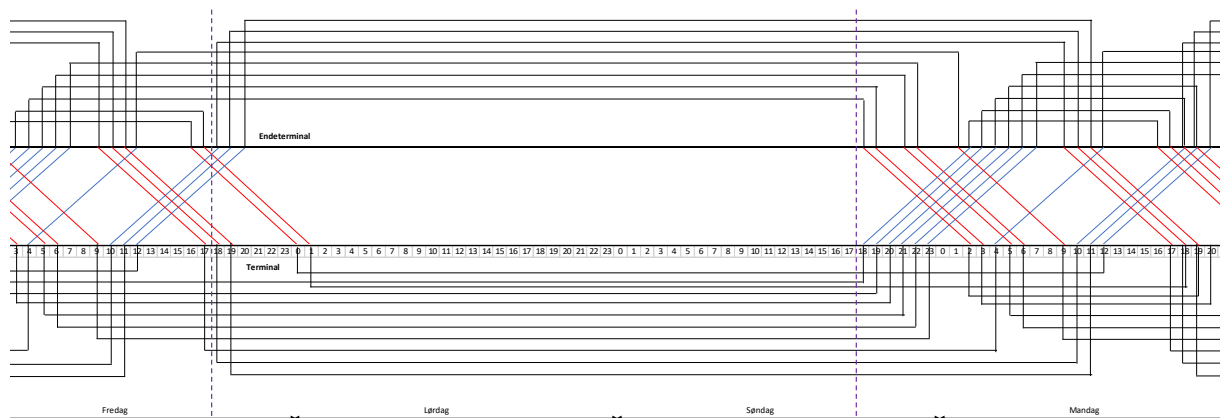 Endeterminal
3 4 5 6 7 8 9 10 11 12 13 14 15 16 17 18 19 20 21 22 23 0 1 2 3 4 5 6 7 8 9 10 11 12 13 14 15 16 17 18 19 20 21 22 23 0 1 2 3 4 5 6 7 8 9 10 11 12 13 14 15 16 17 18 19 20 21 22 23 0 1 2 3 4 5 6 7 8 9 10 11 12 13 14 15 16 17 18 19 20
Terminal
Fredag Lørdag Søndag Mandag